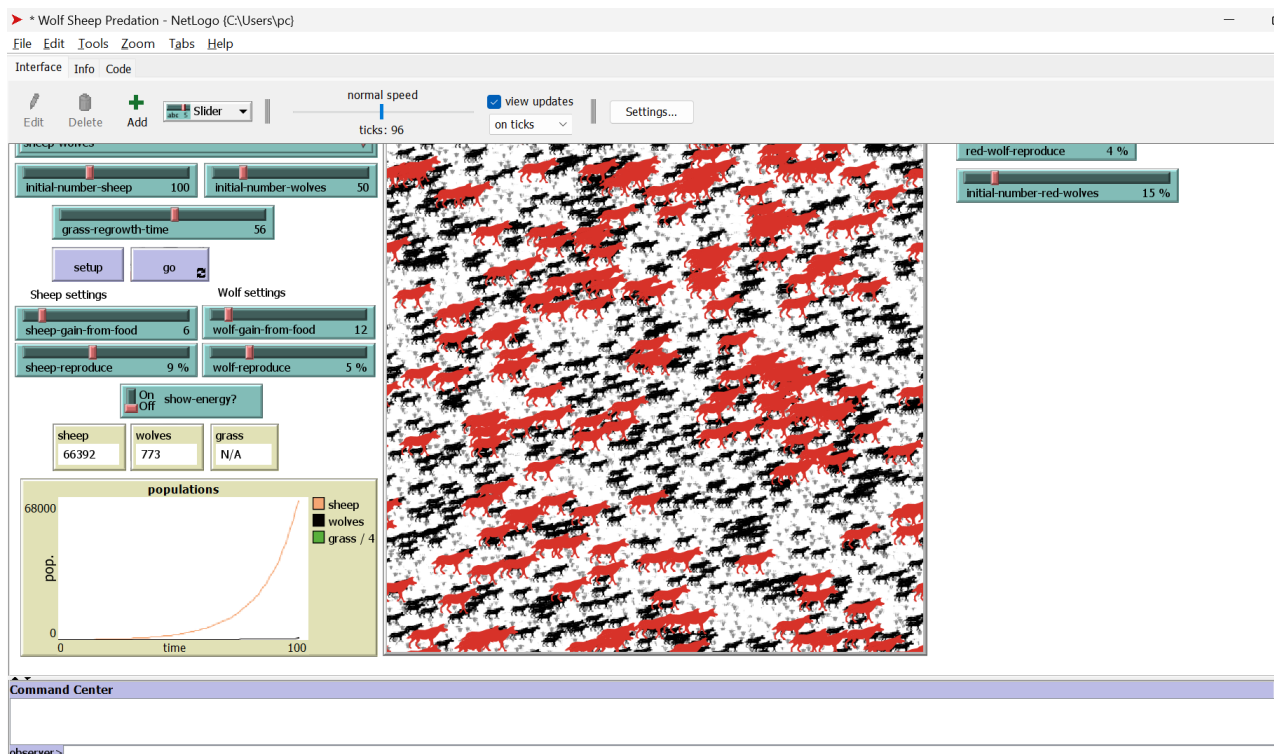 * Wolf Sheep Predation - NetLogo {C:\Users\pc}
File Edit Tools Zoom Tabs Help
Interface Info Code
Edit Delete Add abc 5 Slider normal speed ticks: 96 view updates on ticks Settings...
sheep-wolves
initial-number-sheep 100
initial-number-wolves 50
grass-regrowth-time 56
setup go
Sheep settings Wolf settings
sheep-gain-from-food 6
wolf-gain-from-food 12
sheep-reproduce 9 %
wolf-reproduce 5 %
On
Off show-energy?
sheep 66392
wolves 773
grass N/A
populations
68000
pop.
0
0 time 100
sheep
wolves
grass / 4
red-wolf-reproduce 4 %
initial-number-red-wolves 15 %
Command Center
observer>